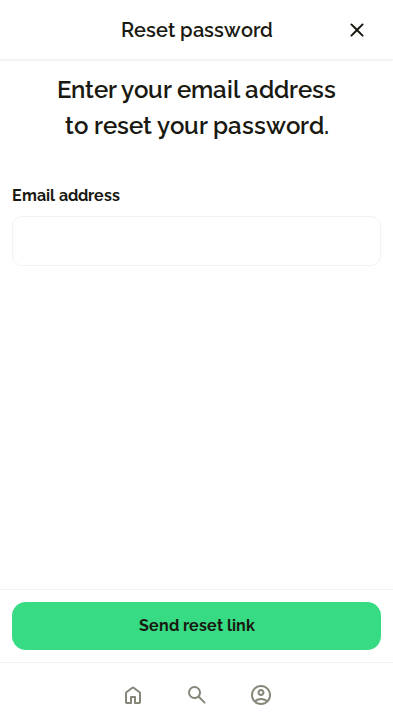 Reset password
Enter your email address
to reset your password.
Email address
Send reset link